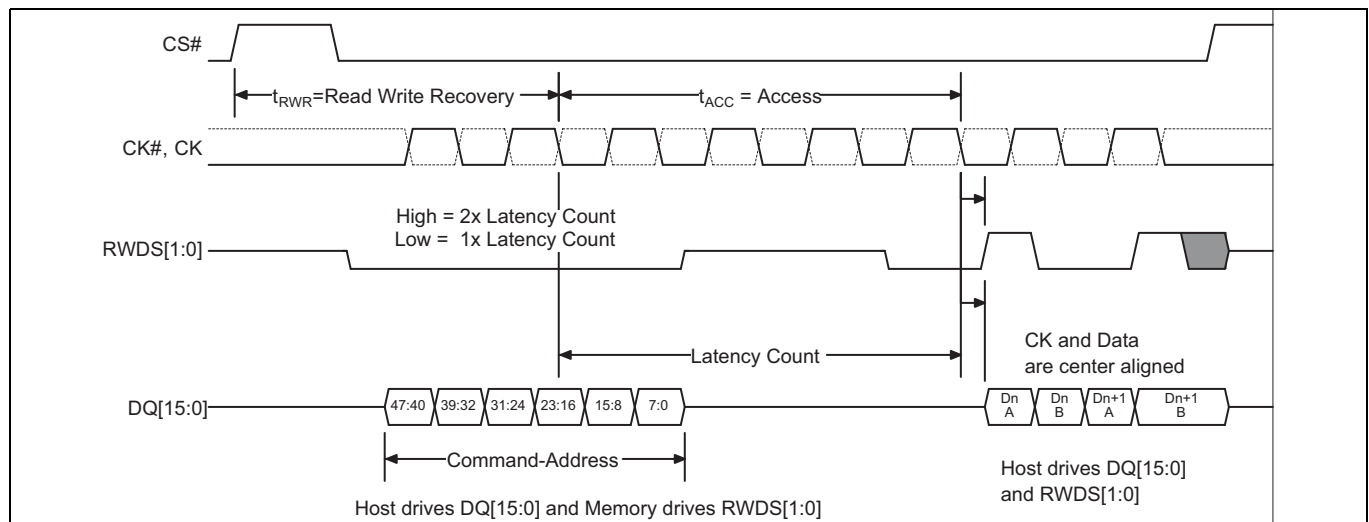 CS#
tRWR=Read Write Recovery
tACC = Access
CK#, CK
High = 2x Latency Count
Low = 1x Latency Count
RWDS[1:0]
Latency Count
CK and Data
are center aligned
DQ[15:0]
47:40 39:32 31:24 23:16 15:8 7:0
Dn Dn Dn+1 Dn+1
A B A B
Command-Address
Host drives DQ[15:0] and Memory drives RWDS[1:0]
Host drives DQ[15:0]
and RWDS[1:0]